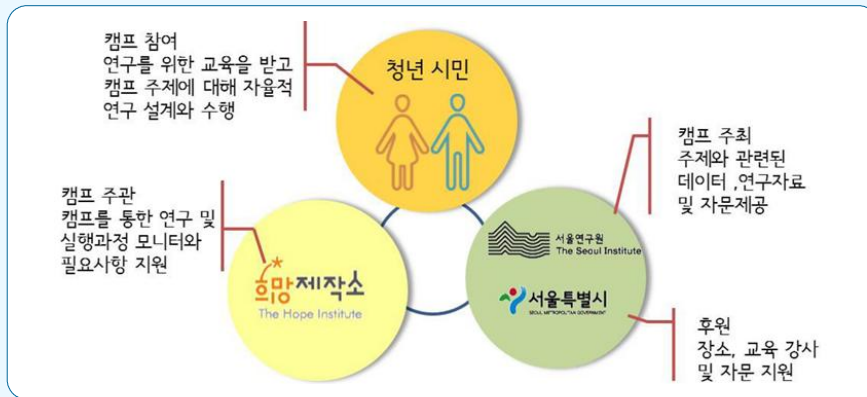 캠프 참여
연구를 위한 교육을 받고
캠프 주제에 대해 자율적
연구 설계와 수행
청년 시민
캠프 주최
주제와 관련된
데이터 ,연구자료
및 자문제공
캠프 주관
캠프를 통한 연구 및
실행과정 모니터와
필요사항 지원
희망제작소
The Hope Institute
서울연구원
The Seoul Institute
서울특별시
SEOUL METROPOLITAN GOVERNMENT
후원
장소, 교육 강사
및 자문 지원